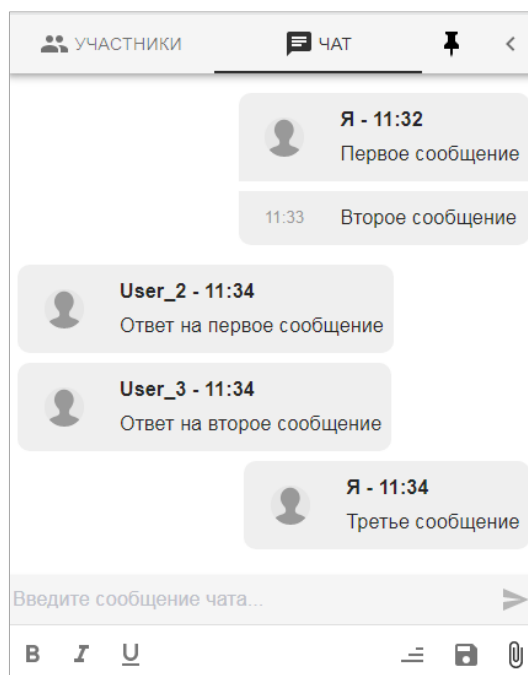 УЧАСТНИКИ ЧАТ
Я - 11:32
Первое сообщение
11:33 Второе сообщение
User_2 - 11:34
Ответ на первое сообщение
User_3 - 11:34
Ответ на второе сообщение
Я - 11:34
Третье сообщение
Введите сообщение чата...
B I U